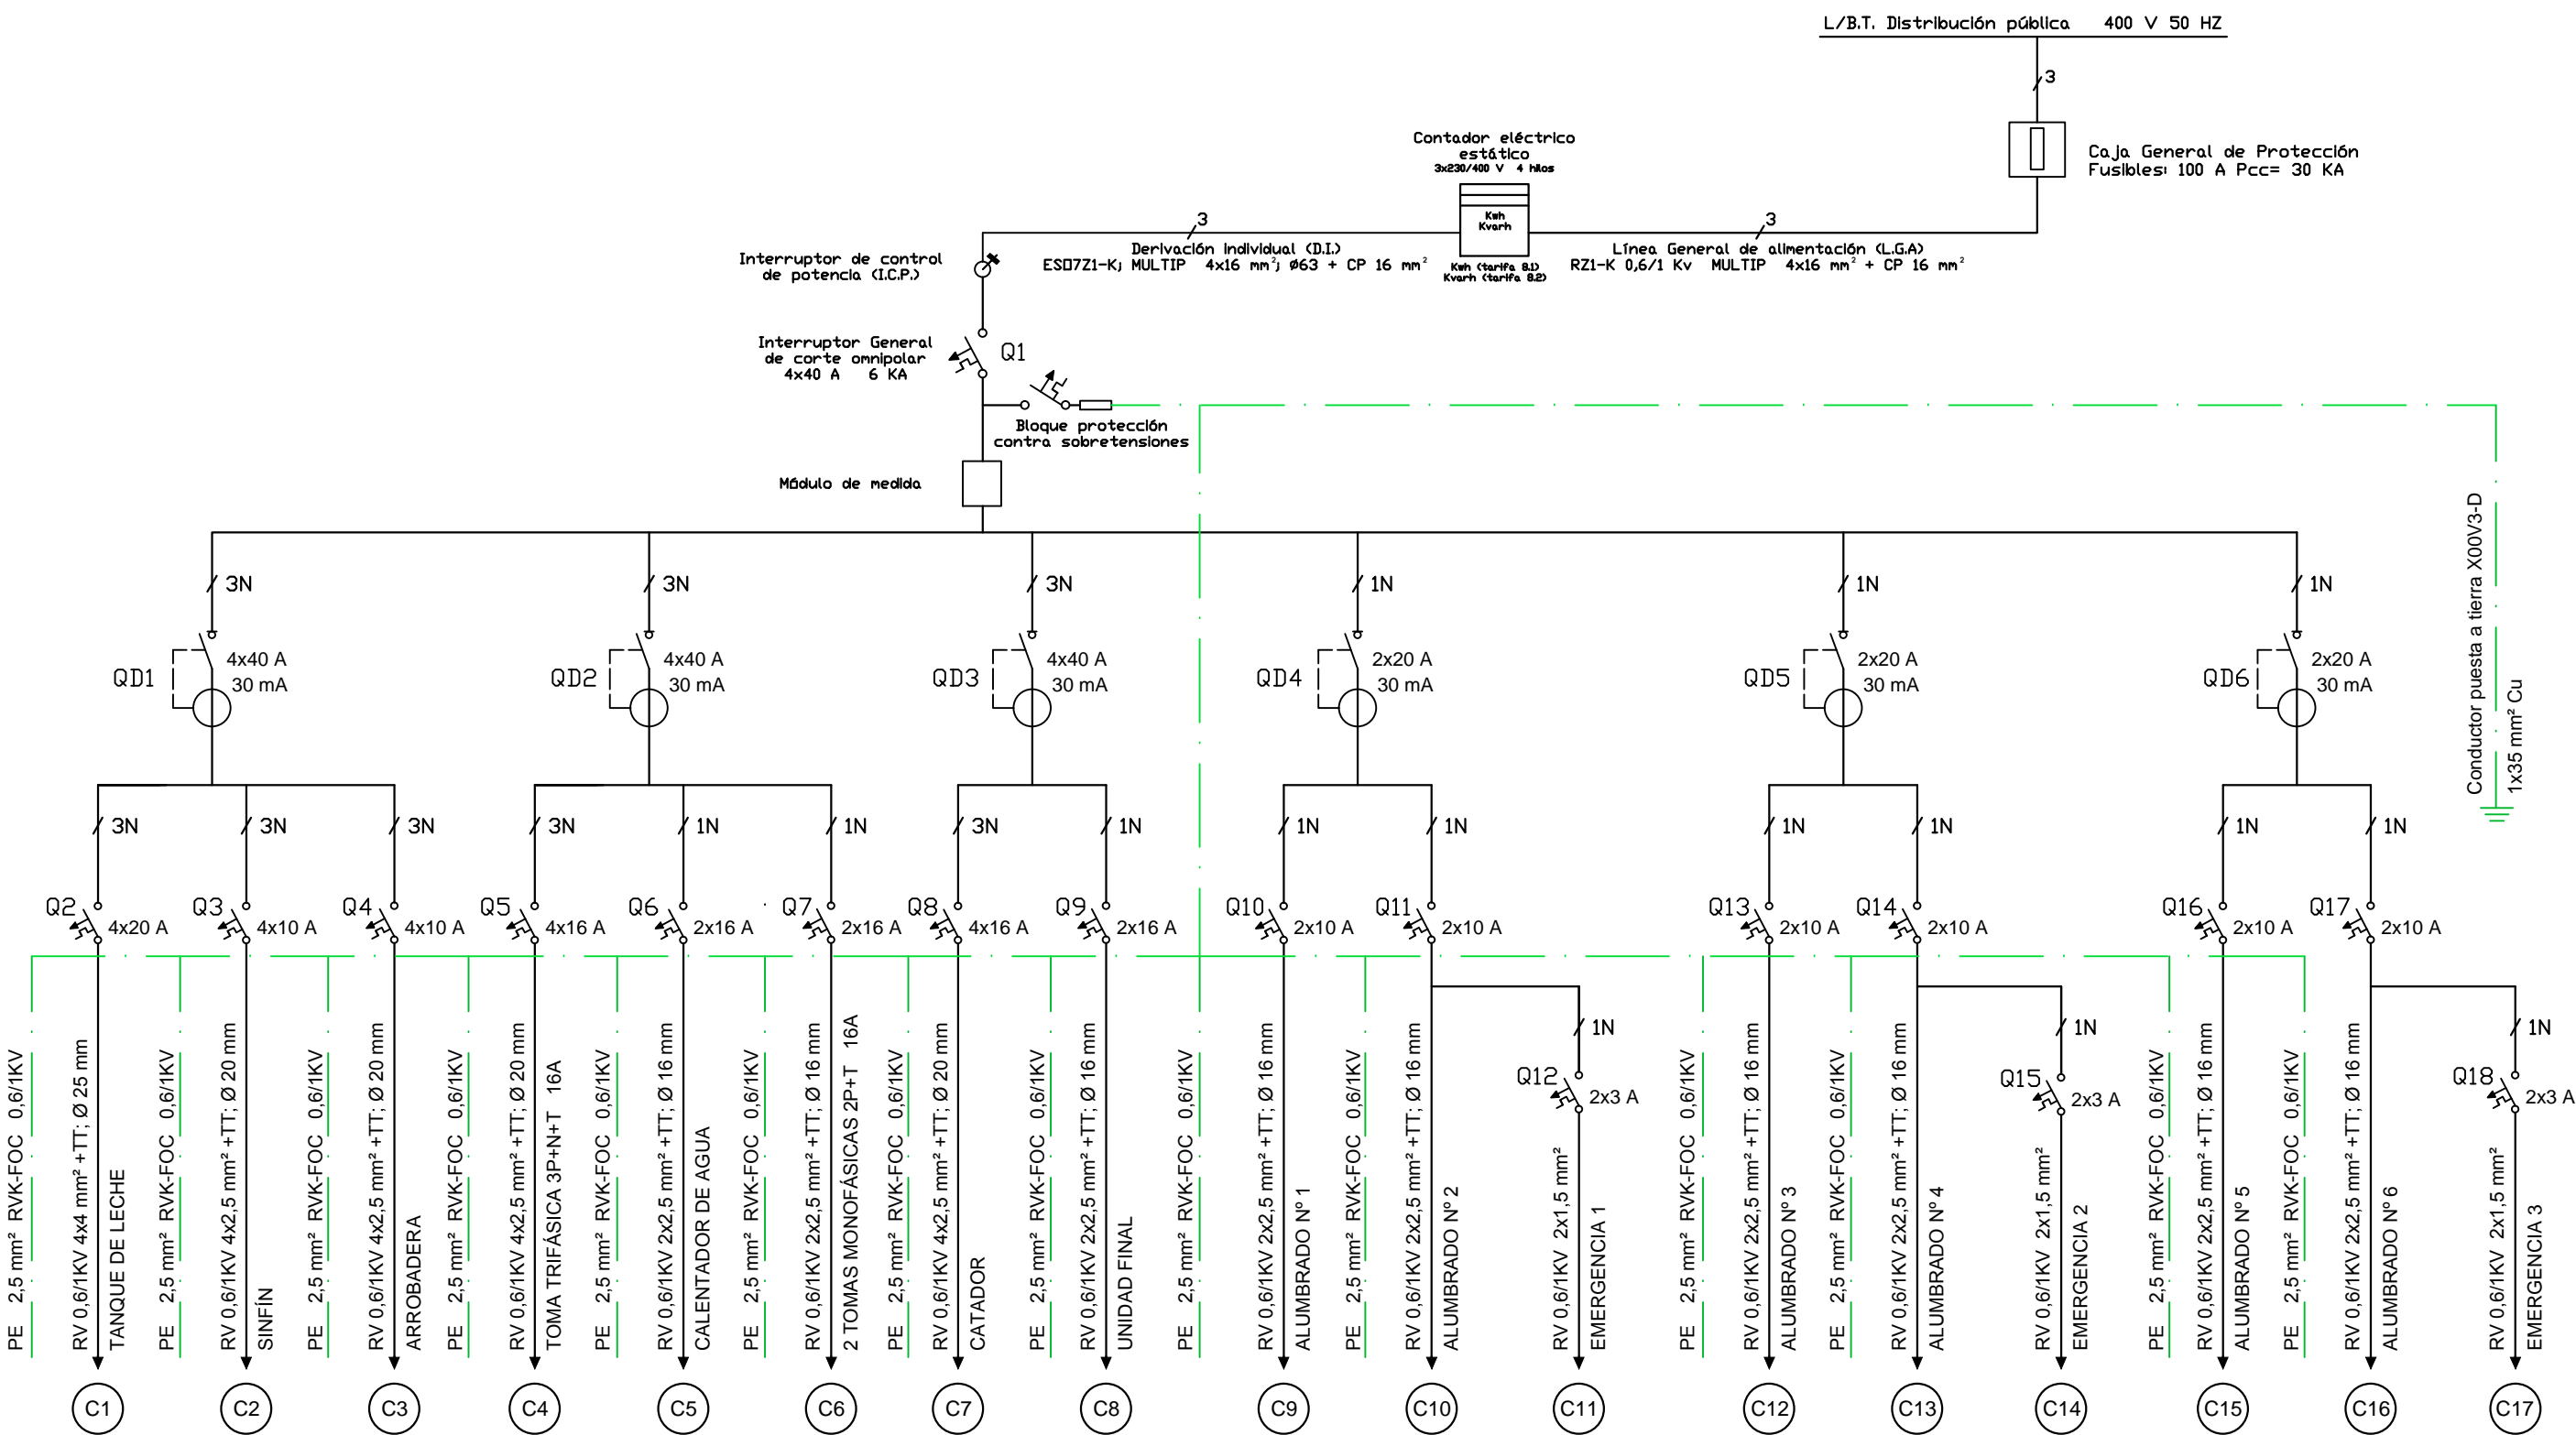 L/B.T. Distribución pública 400 V 50 HZ
3
Caja General de Protección
Fusibles: 100 A Pcc= 30 KA
Contador eléctrico
estático
3x230/400 V 4 hilos
Kwh
Kvarh
Kwh (tarifa 8.1)
Kvarh (tarifa 8.2)
3
Línea General de alimentación (L.G.A)
RZ1-K 0,6/1 Kv MULTIP 4x16 mm² + CP 16 mm²
3
Derivación individual (D.I.)
ES07Z1-K; MULTIP 4x16 mm²; Ø63 + CP 16 mm²
Interruptor de control
de potencia (I.C.P.)
Interruptor General
de corte omnipolar
4x40 A 6 KA
Q1
Bloque protección
contra sobretensiones
Módulo de medida
Conductor puesta a tierra X00V3-D
1x35 mm² Cu
3N
3N
3N
1N
1N
1N
QD1
4x40 A
30 mA
QD2
4x40 A
30 mA
QD3
4x40 A
30 mA
QD4
2x20 A
30 mA
QD5
2x20 A
30 mA
QD6
2x20 A
30 mA
3N
3N
3N
3N
1N
1N
3N
1N
1N
1N
1N
1N
1N
1N
Q2
4x20 A
Q3
4x10 A
Q4
4x10 A
Q5
4x16 A
Q6
2x16 A
Q7
2x16 A
Q8
4x16 A
Q9
2x16 A
Q10
2x10 A
Q11
2x10 A
Q13
2x10 A
Q14
2x10 A
Q16
2x10 A
Q17
2x10 A
1N
Q12
2x3 A
1N
Q15
2x3 A
1N
Q18
2x3 A
PE 2,5 mm² RVK-FOC 0,6/1KV
RV 0,6/1KV 4x4 mm² +TT; Ø 25 mm
TANQUE DE LECHE
PE 2,5 mm² RVK-FOC 0,6/1KV
RV 0,6/1KV 4x2,5 mm² +TT; Ø 20 mm
SINFÍN
PE 2,5 mm² RVK-FOC 0,6/1KV
RV 0,6/1KV 4x2,5 mm² +TT; Ø 20 mm
ARROBADERA
PE 2,5 mm² RVK-FOC 0,6/1KV
RV 0,6/1KV 4x2,5 mm² +TT; Ø 20 mm
TOMA TRIFÁSICA 3P+N+T 16A
PE 2,5 mm² RVK-FOC 0,6/1KV
RV 0,6/1KV 2x2,5 mm² +TT; Ø 16 mm
CALENTADOR DE AGUA
PE 2,5 mm² RVK-FOC 0,6/1KV
RV 0,6/1KV 2x2,5 mm² +TT; Ø 16 mm
2 TOMAS MONOFÁSICAS 2P+T 16A
PE 2,5 mm² RVK-FOC 0,6/1KV
RV 0,6/1KV 4x2,5 mm² +TT; Ø 20 mm
CATADOR
PE 2,5 mm² RVK-FOC 0,6/1KV
RV 0,6/1KV 2x2,5 mm² +TT; Ø 16 mm
UNIDAD FINAL
PE 2,5 mm² RVK-FOC 0,6/1KV
RV 0,6/1KV 2x2,5 mm² +TT; Ø 16 mm
ALUMBRADO Nº 1
PE 2,5 mm² RVK-FOC 0,6/1KV
RV 0,6/1KV 2x2,5 mm² +TT; Ø 16 mm
ALUMBRADO Nº 2
RV 0,6/1KV 2x1,5 mm²
EMERGENCIA 1
PE 2,5 mm² RVK-FOC 0,6/1KV
RV 0,6/1KV 2x2,5 mm² +TT; Ø 16 mm
ALUMBRADO Nº 3
PE 2,5 mm² RVK-FOC 0,6/1KV
RV 0,6/1KV 2x2,5 mm² +TT; Ø 16 mm
ALUMBRADO Nº 4
RV 0,6/1KV 2x1,5 mm²
EMERGENCIA 2
PE 2,5 mm² RVK-FOC 0,6/1KV
RV 0,6/1KV 2x2,5 mm² +TT; Ø 16 mm
ALUMBRADO Nº 5
PE 2,5 mm² RVK-FOC 0,6/1KV
RV 0,6/1KV 2x2,5 mm² +TT; Ø 16 mm
ALUMBRADO Nº 6
RV 0,6/1KV 2x1,5 mm²
EMERGENCIA 3
C1
C2
C3
C4
C5
C6
C7
C8
C9
C10
C11
C12
C13
C14
C15
C16
C17